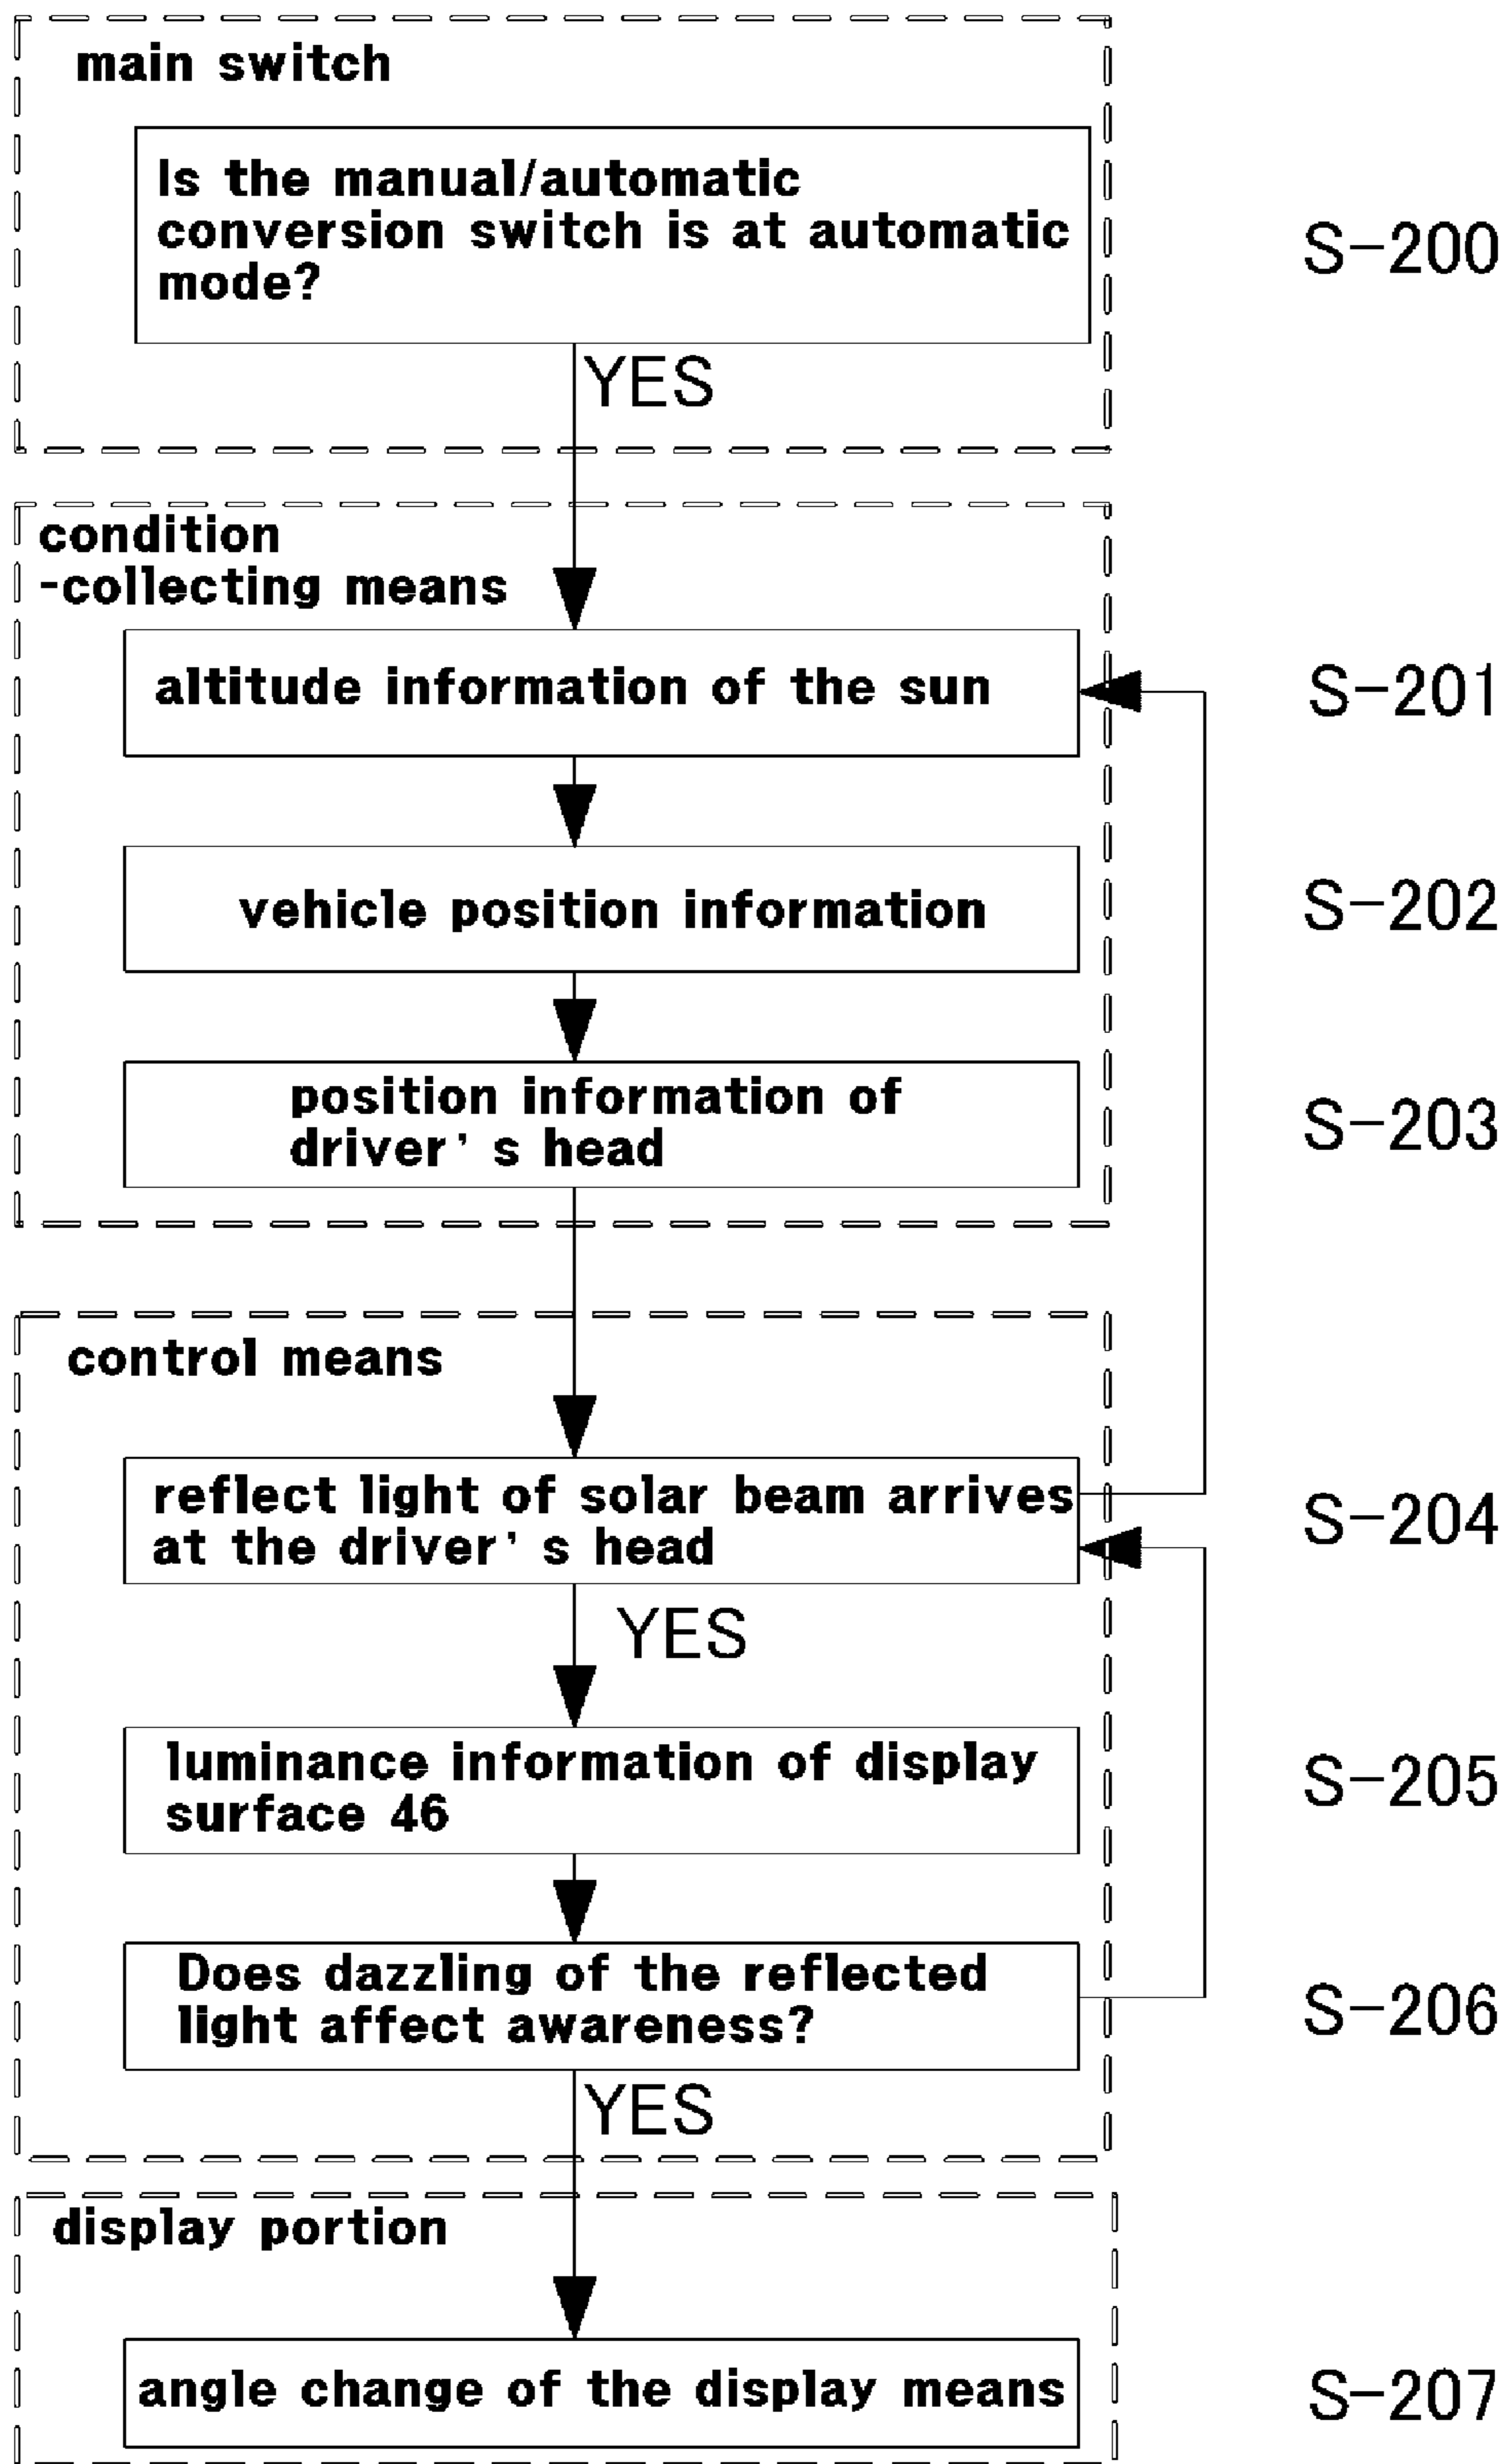 main switch
Is the manual/automatic
conversion switch is at automatic
mode?
S-200
YES
condition
-collecting means
altitude information of the sun
S-201
vehicle position information
S-202
position information of
driver's head
S-203
control means
reflect light of solar beam arrives
at the driver's head
S-204
YES
luminance information of display
surface 46
S-205
Does dazzling of the reflected
light affect awareness?
S-206
YES
display portion
angle change of the display means
S-207